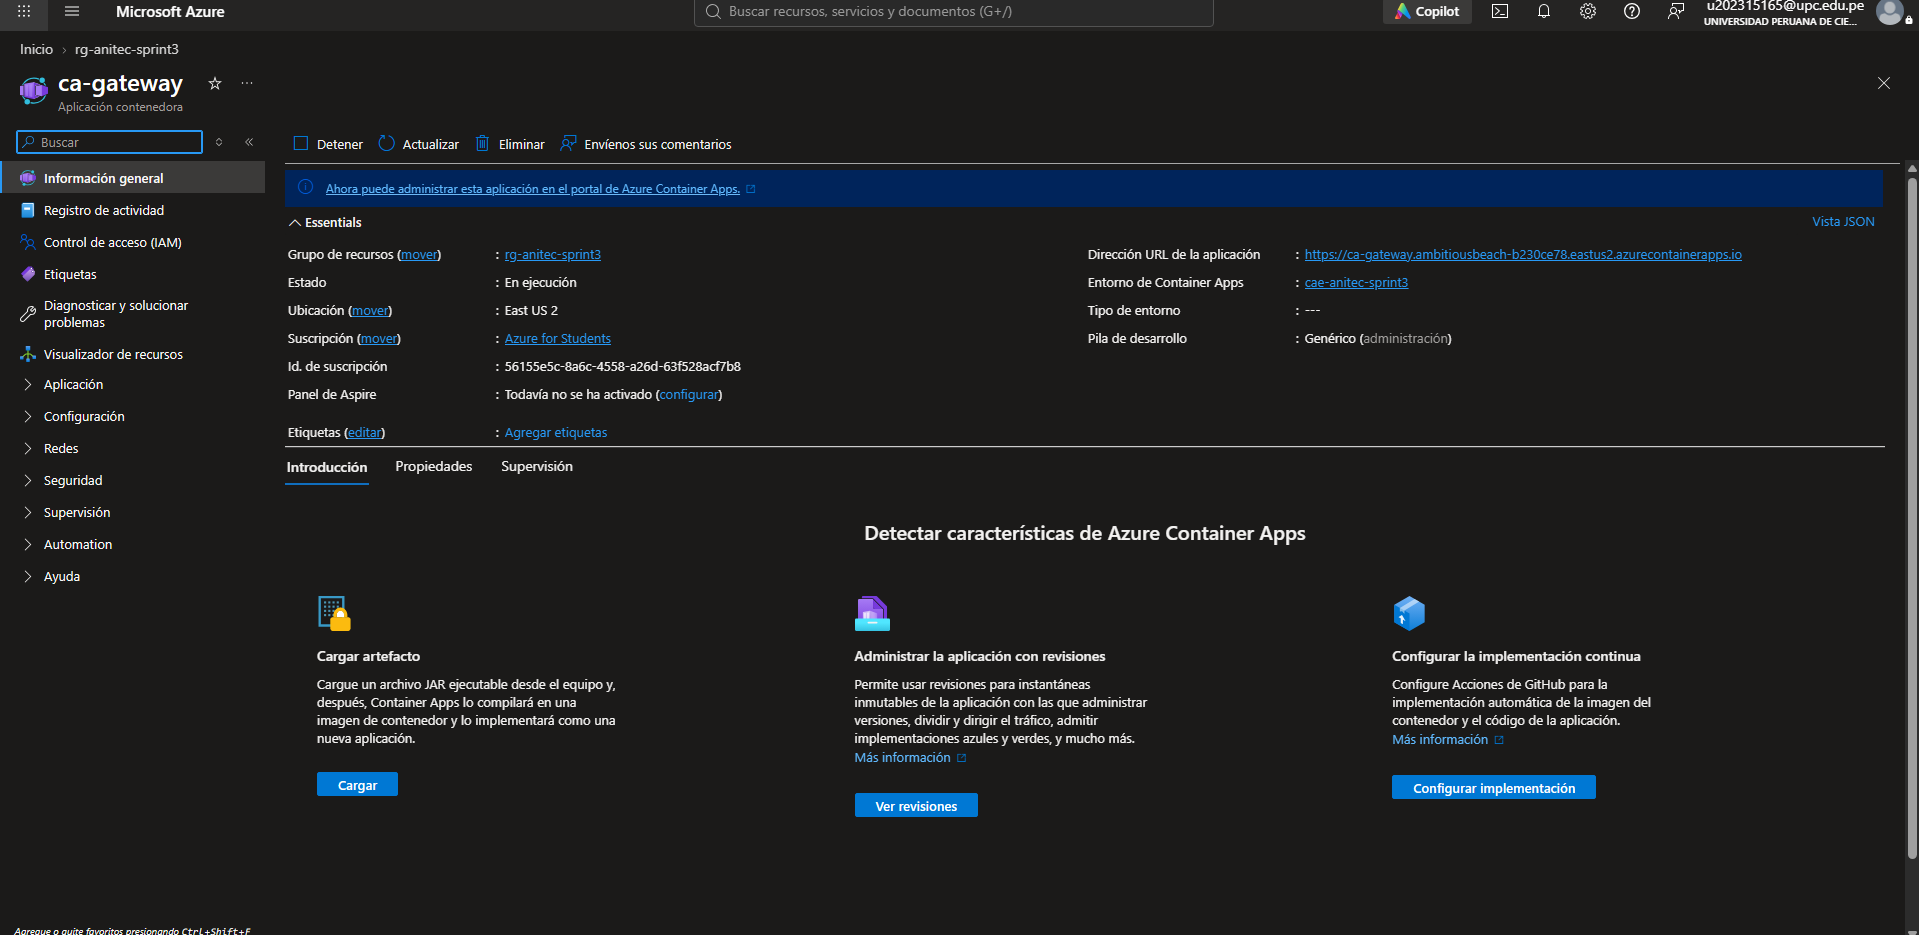 Microsoft Azure
Buscar recursos, servicios y documentos (G+/)
Copilot
u202315165@upc.edu.pe
UNIVERSIDAD PERUANA DE CIE...
Inicio > rg-anitec-sprint3
ca-gateway
Aplicación contenedora
Buscar
Información general
Registro de actividad
Control de acceso (IAM)
Etiquetas
Diagnosticar y solucionar
problemas
Visualizador de recursos
Aplicación
Configuración
Redes
Seguridad
Supervisión
Automation
Ayuda
Detener Actualizar Eliminar Envíenos sus comentarios
Ahora puede administrar esta aplicación en el portal de Azure Container Apps.
Essentials
Vista JSON
Grupo de recursos (mover) : rg-anitec-sprint3
Estado : En ejecución
Ubicación (mover) : East US 2
Suscripción (mover) : Azure for Students
Id. de suscripción : 56155e5c-8a6c-4558-a26d-63f528acf7b8
Panel de Aspire : Todavía no se ha activado (configurar)
Etiquetas (editar) : Agregar etiquetas
Dirección URL de la aplicación : https://ca-gateway.ambitiousbeach-b230ce78.eastus2.azurecontainerapps.io
Entorno de Container Apps : cae-anitec-sprint3
Tipo de entorno : ---
Pila de desarrollo : Genérico (administración)
Introducción Propiedades Supervisión
Detectar características de Azure Container Apps
Cargar artefacto
Cargue un archivo JAR ejecutable desde el equipo y,
después, Container Apps lo compilará en una
imagen de contenedor y lo implementará como una
nueva aplicación.
Cargar
Administrar la aplicación con revisiones
Permite usar revisiones para instantáneas
inmutables de la aplicación con las que administrar
versiones, dividir y dirigir el tráfico, admitir
implementaciones azules y verdes, y mucho más.
Más información
Ver revisiones
Configurar la implementación continua
Configure Acciones de GitHub para la
implementación automática de la imagen del
contenedor y el código de la aplicación.
Más información
Configurar implementación
Agregue o quite favoritos presionando Ctrl+Shift+F